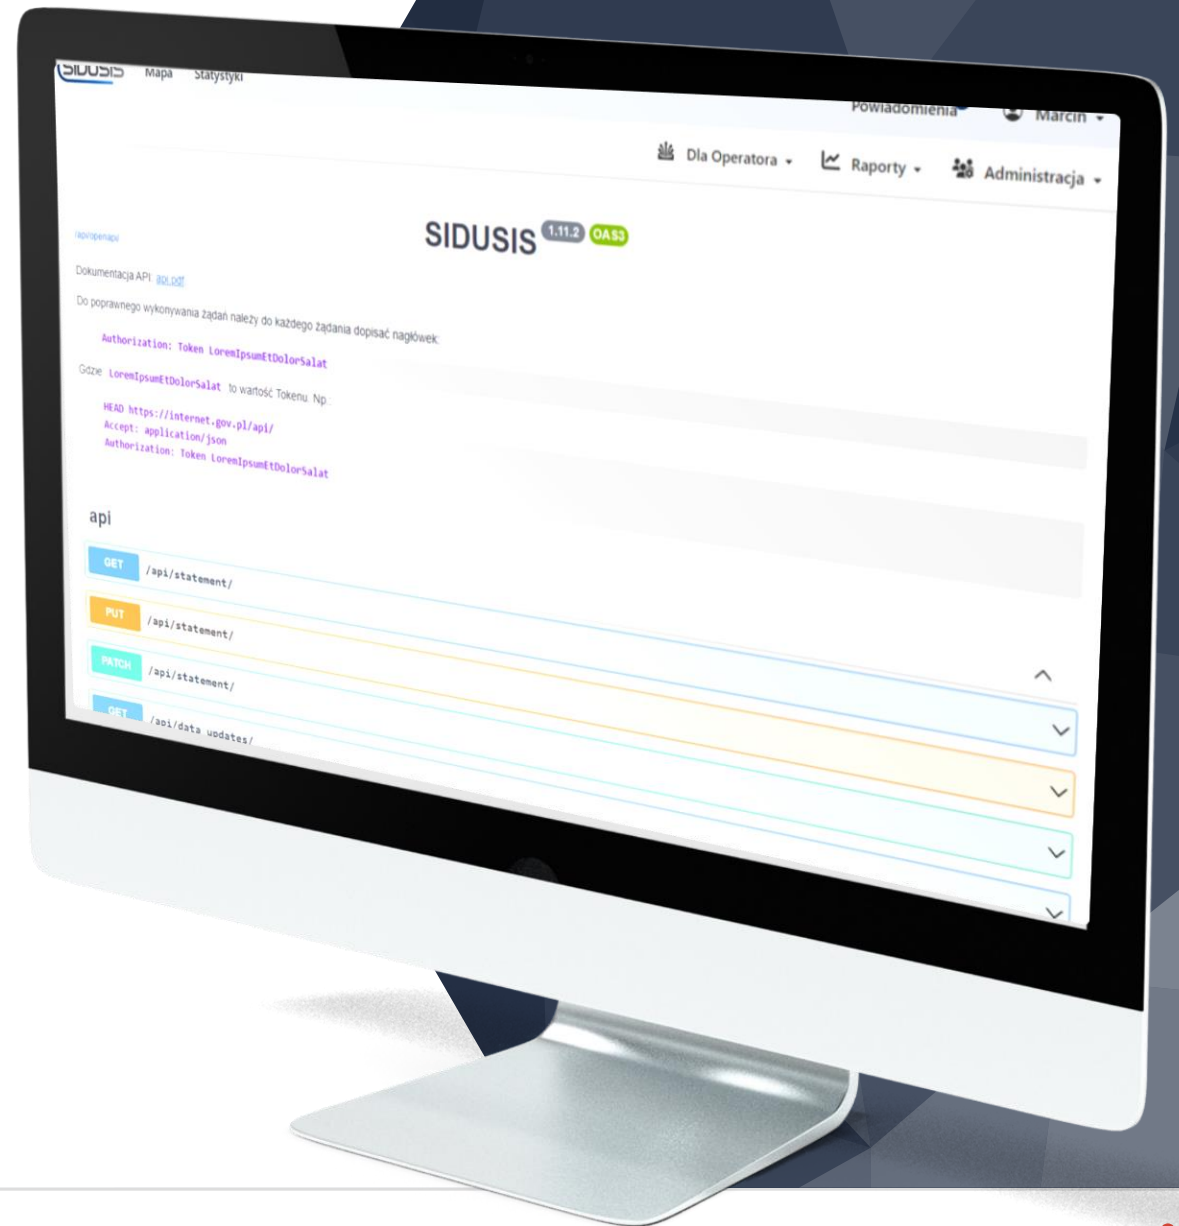 SIDUSIS Mapa Statystyki
Powiadomienia Marcin
Dla Operatora Raporty Administracja
SIDUSIS 1.11.2 OAS3
/api/openapi/
Dokumentacja API: api.pdf
Do poprawnego wykonywania żądań należy do każdego żądania dopisać nagłówek:
Authorization: Token LoremIpsumEtDolorSalat
Gdzie LoremIpsumEtDolorSalat to wartość Tokenu. Np.:
HEAD https://internet.gov.pl/api/
Accept: application/json
Authorization: Token LoremIpsumEtDolorSalat
api
GET /api/statement/
PUT /api/statement/
PATCH /api/statement/
GET /api/data_updates/